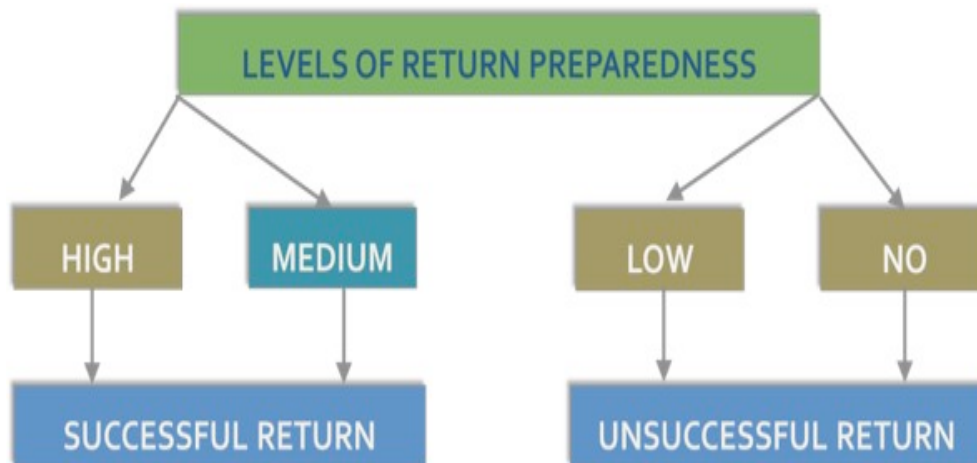 LEVELS OF RETURN PREPAREDNESS
HIGH
MEDIUM
LOW
NO
SUCCESSFUL RETURN
UNSUCCESSFUL RETURN